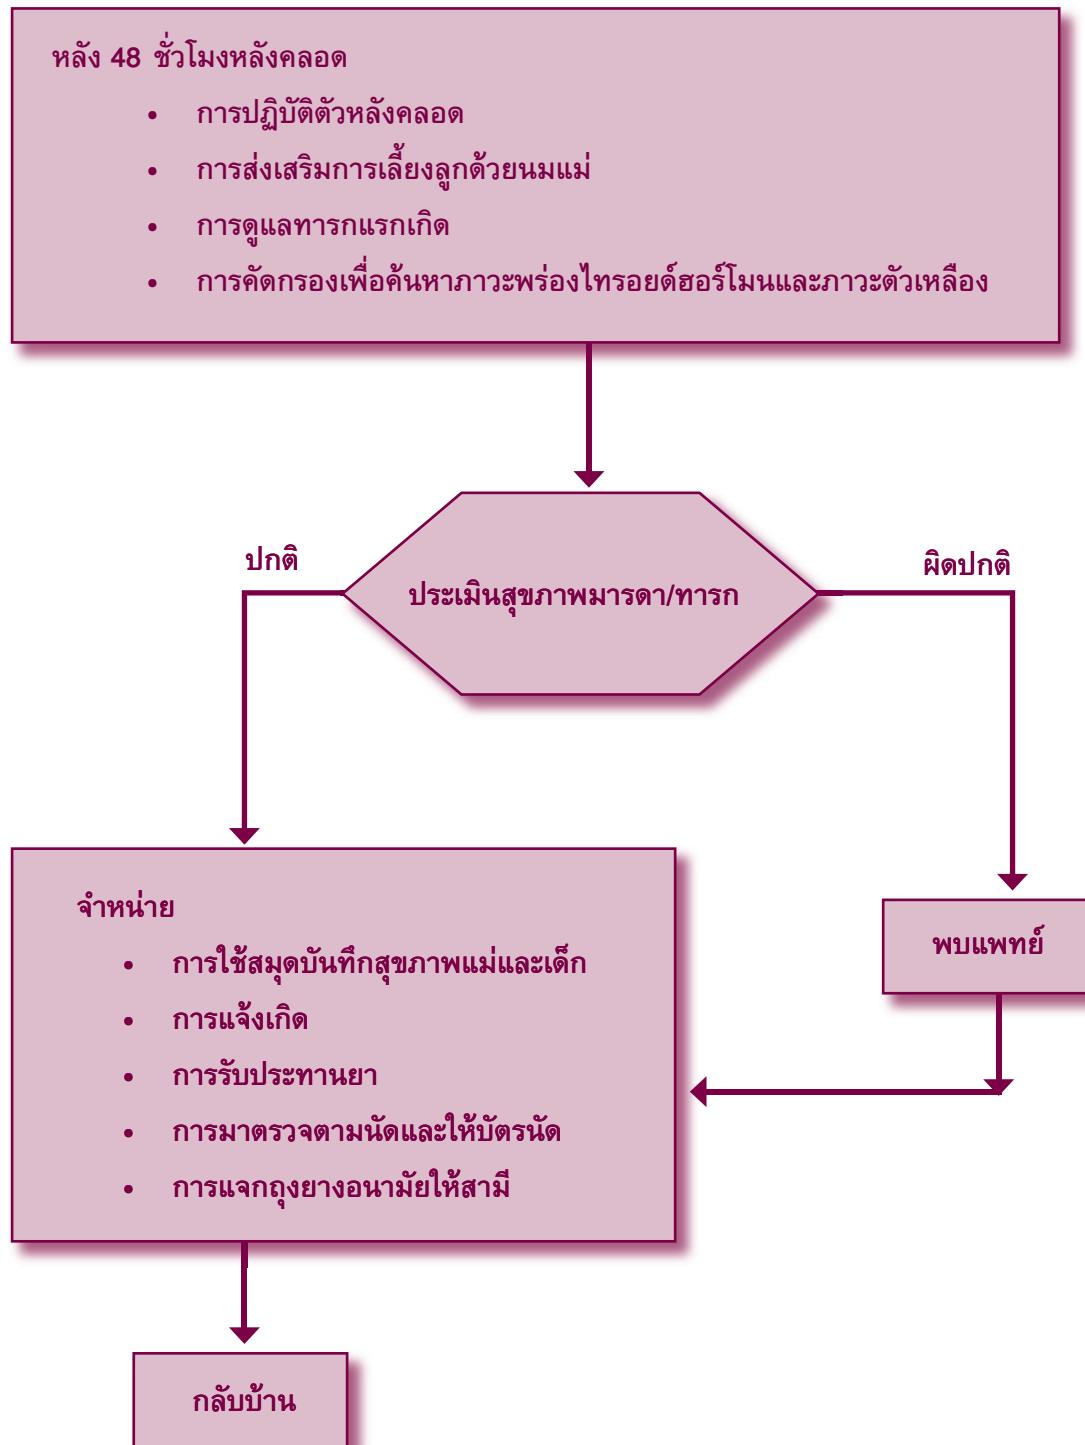 หลัง 48 ชั่วโมงหลังคลอด
• การปฏิบัติตัวหลังคลอด
• การส่งเสริมการเลี้ยงลูกด้วยนมแม่
• การดูแลทารกแรกเกิด
• การคัดกรองเพื่อค้นหาภาวะพร่องไทรอยด์ฮอร์โมนและภาวะตัวเหลือง
ปกติ
ผิดปกติ
ประเมินสุขภาพมารดา/ทารก
จำหน่าย
• การใช้สมุดบันทึกสุขภาพแม่และเด็ก
• การแจ้งเกิด
• การรับประทานยา
• การมาตรวจตามนัดและให้บัตรนัด
• การแจกถุงยางอนามัยให้สามี
พบแพทย์
กลับบ้าน